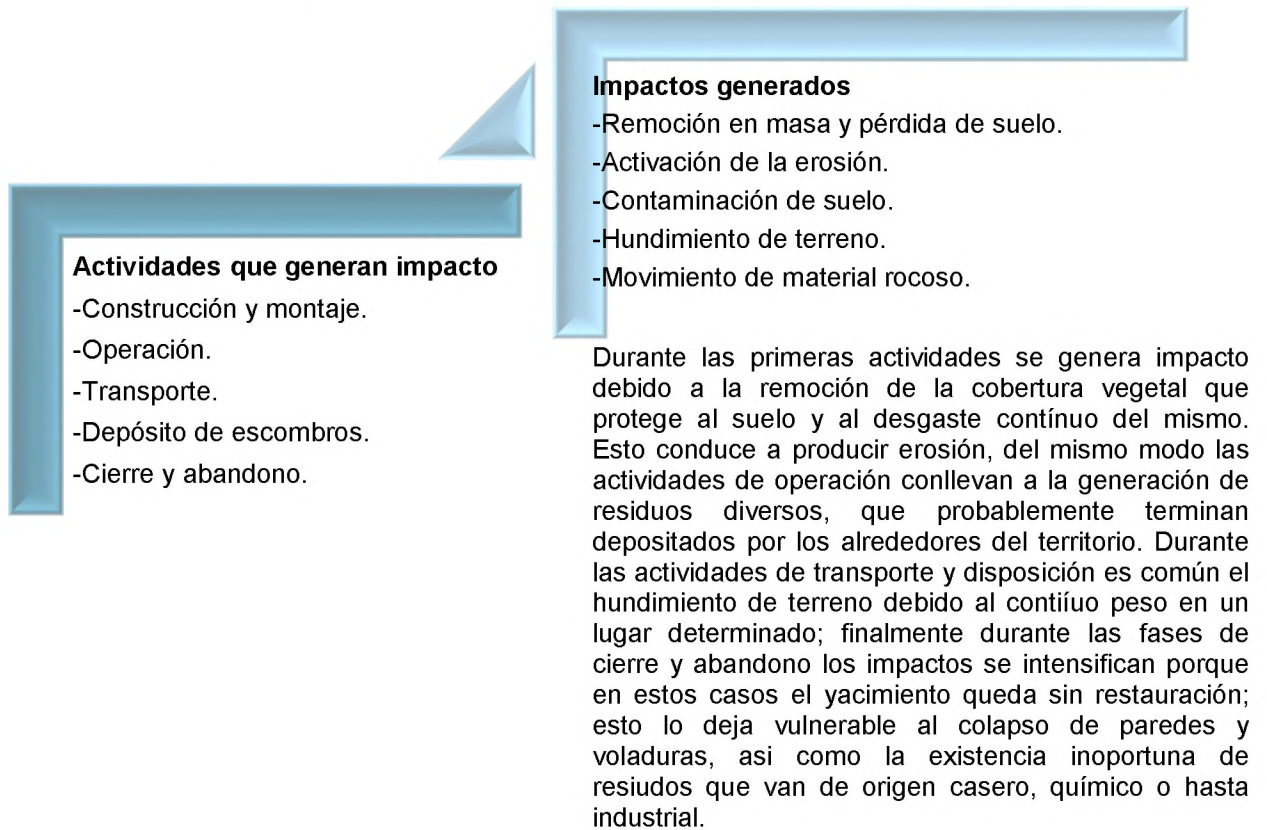 Actividades que generan impacto
-Construcción y montaje.
-Operación.
-Transporte.
-Depósito de escombros.
-Cierre y abandono.
Impactos generados
-Remoción en masa y pérdida de suelo.
-Activación de la erosión.
-Contaminación de suelo.
-Hundimiento de terreno.
-Movimiento de material rocoso.
Durante las primeras actividades se genera impacto
debido a la remoción de la cobertura vegetal que
protege al suelo y al desgaste contínuo del mismo.
Esto conduce a producir erosión, del mismo modo las
actividades de operación conllevan a la generación de
residuos diversos, que probablemente terminan
depositados por los alrededores del territorio. Durante
las actividades de transporte y disposición es común el
hundimiento de terreno debido al contiíuo peso en un
lugar determinado; finalmente durante las fases de
cierre y abandono los impactos se intensifican porque
en estos casos el yacimiento queda sin restauración;
esto lo deja vulnerable al colapso de paredes y
voladuras, asi como la existencia inoportuna de
resiudos que van de origen casero, químico o hasta
industrial.